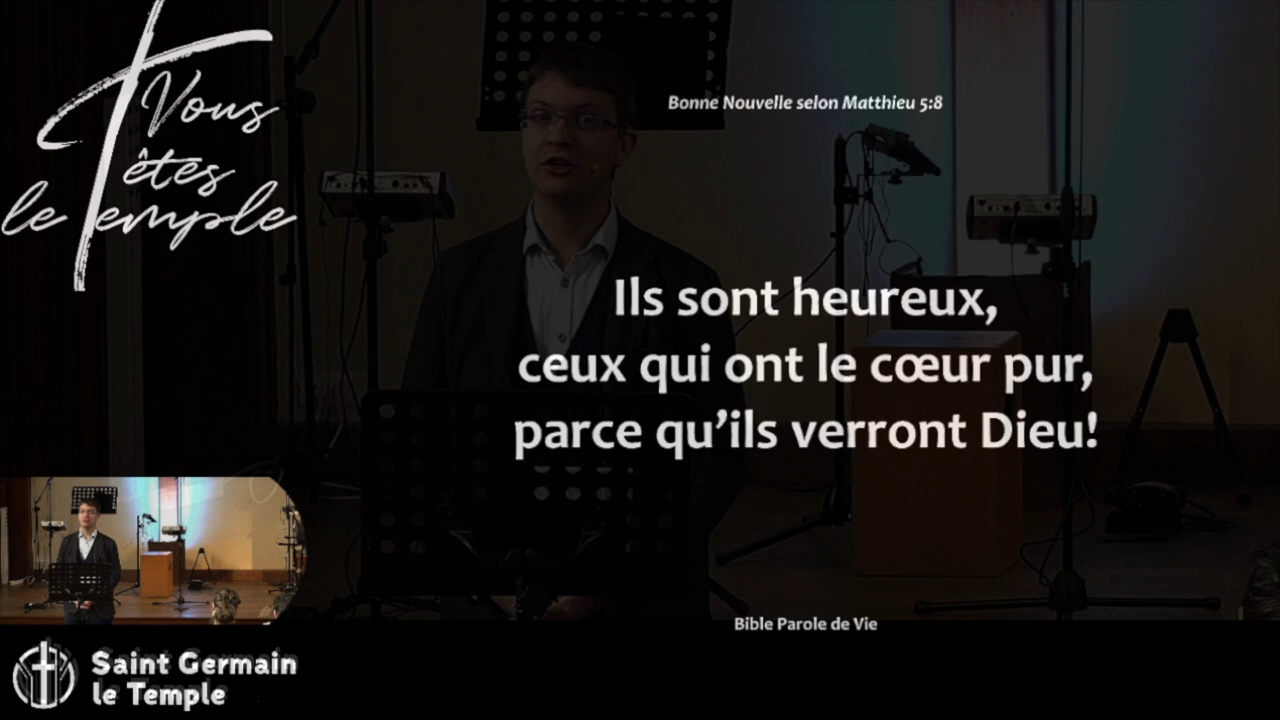 Vous
êtes
le Temple
Bonne Nouvelle selon Matthieu 5:8
Ils sont heureux,
ceux qui ont le cœur pur,
parce qu’ils verront Dieu!
Bible Parole de Vie
Saint Germain
le Temple